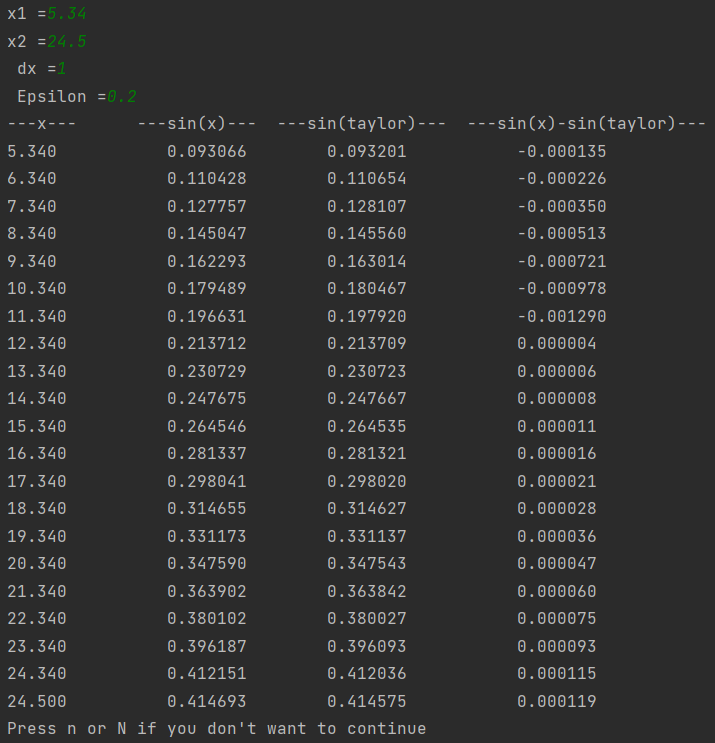 x1 =5.34
x2 =24.5
 dx =1
 Epsilon =0.2
---x---      ---sin(x)---  ---sin(taylor)---  ---sin(x)-sin(taylor)---
5.340           0.093066        0.093201           -0.000135
6.340           0.110428        0.110654           -0.000226
7.340           0.127757        0.128107           -0.000350
8.340           0.145047        0.145560           -0.000513
9.340           0.162293        0.163014           -0.000721
10.340          0.179489        0.180467           -0.000978
11.340          0.196631        0.197920           -0.001290
12.340          0.213712        0.213709           0.000004
13.340          0.230729        0.230723           0.000006
14.340          0.247675        0.247667           0.000008
15.340          0.264546        0.264535           0.000011
16.340          0.281337        0.281321           0.000016
17.340          0.298041        0.298020           0.000021
18.340          0.314655        0.314627           0.000028
19.340          0.331173        0.331137           0.000036
20.340          0.347590        0.347543           0.000047
21.340          0.363902        0.363842           0.000060
22.340          0.380102        0.380027           0.000075
23.340          0.396187        0.396093           0.000093
24.340          0.412151        0.412036           0.000115
24.500          0.414693        0.414575           0.000119
Press n or N if you don't want to continue